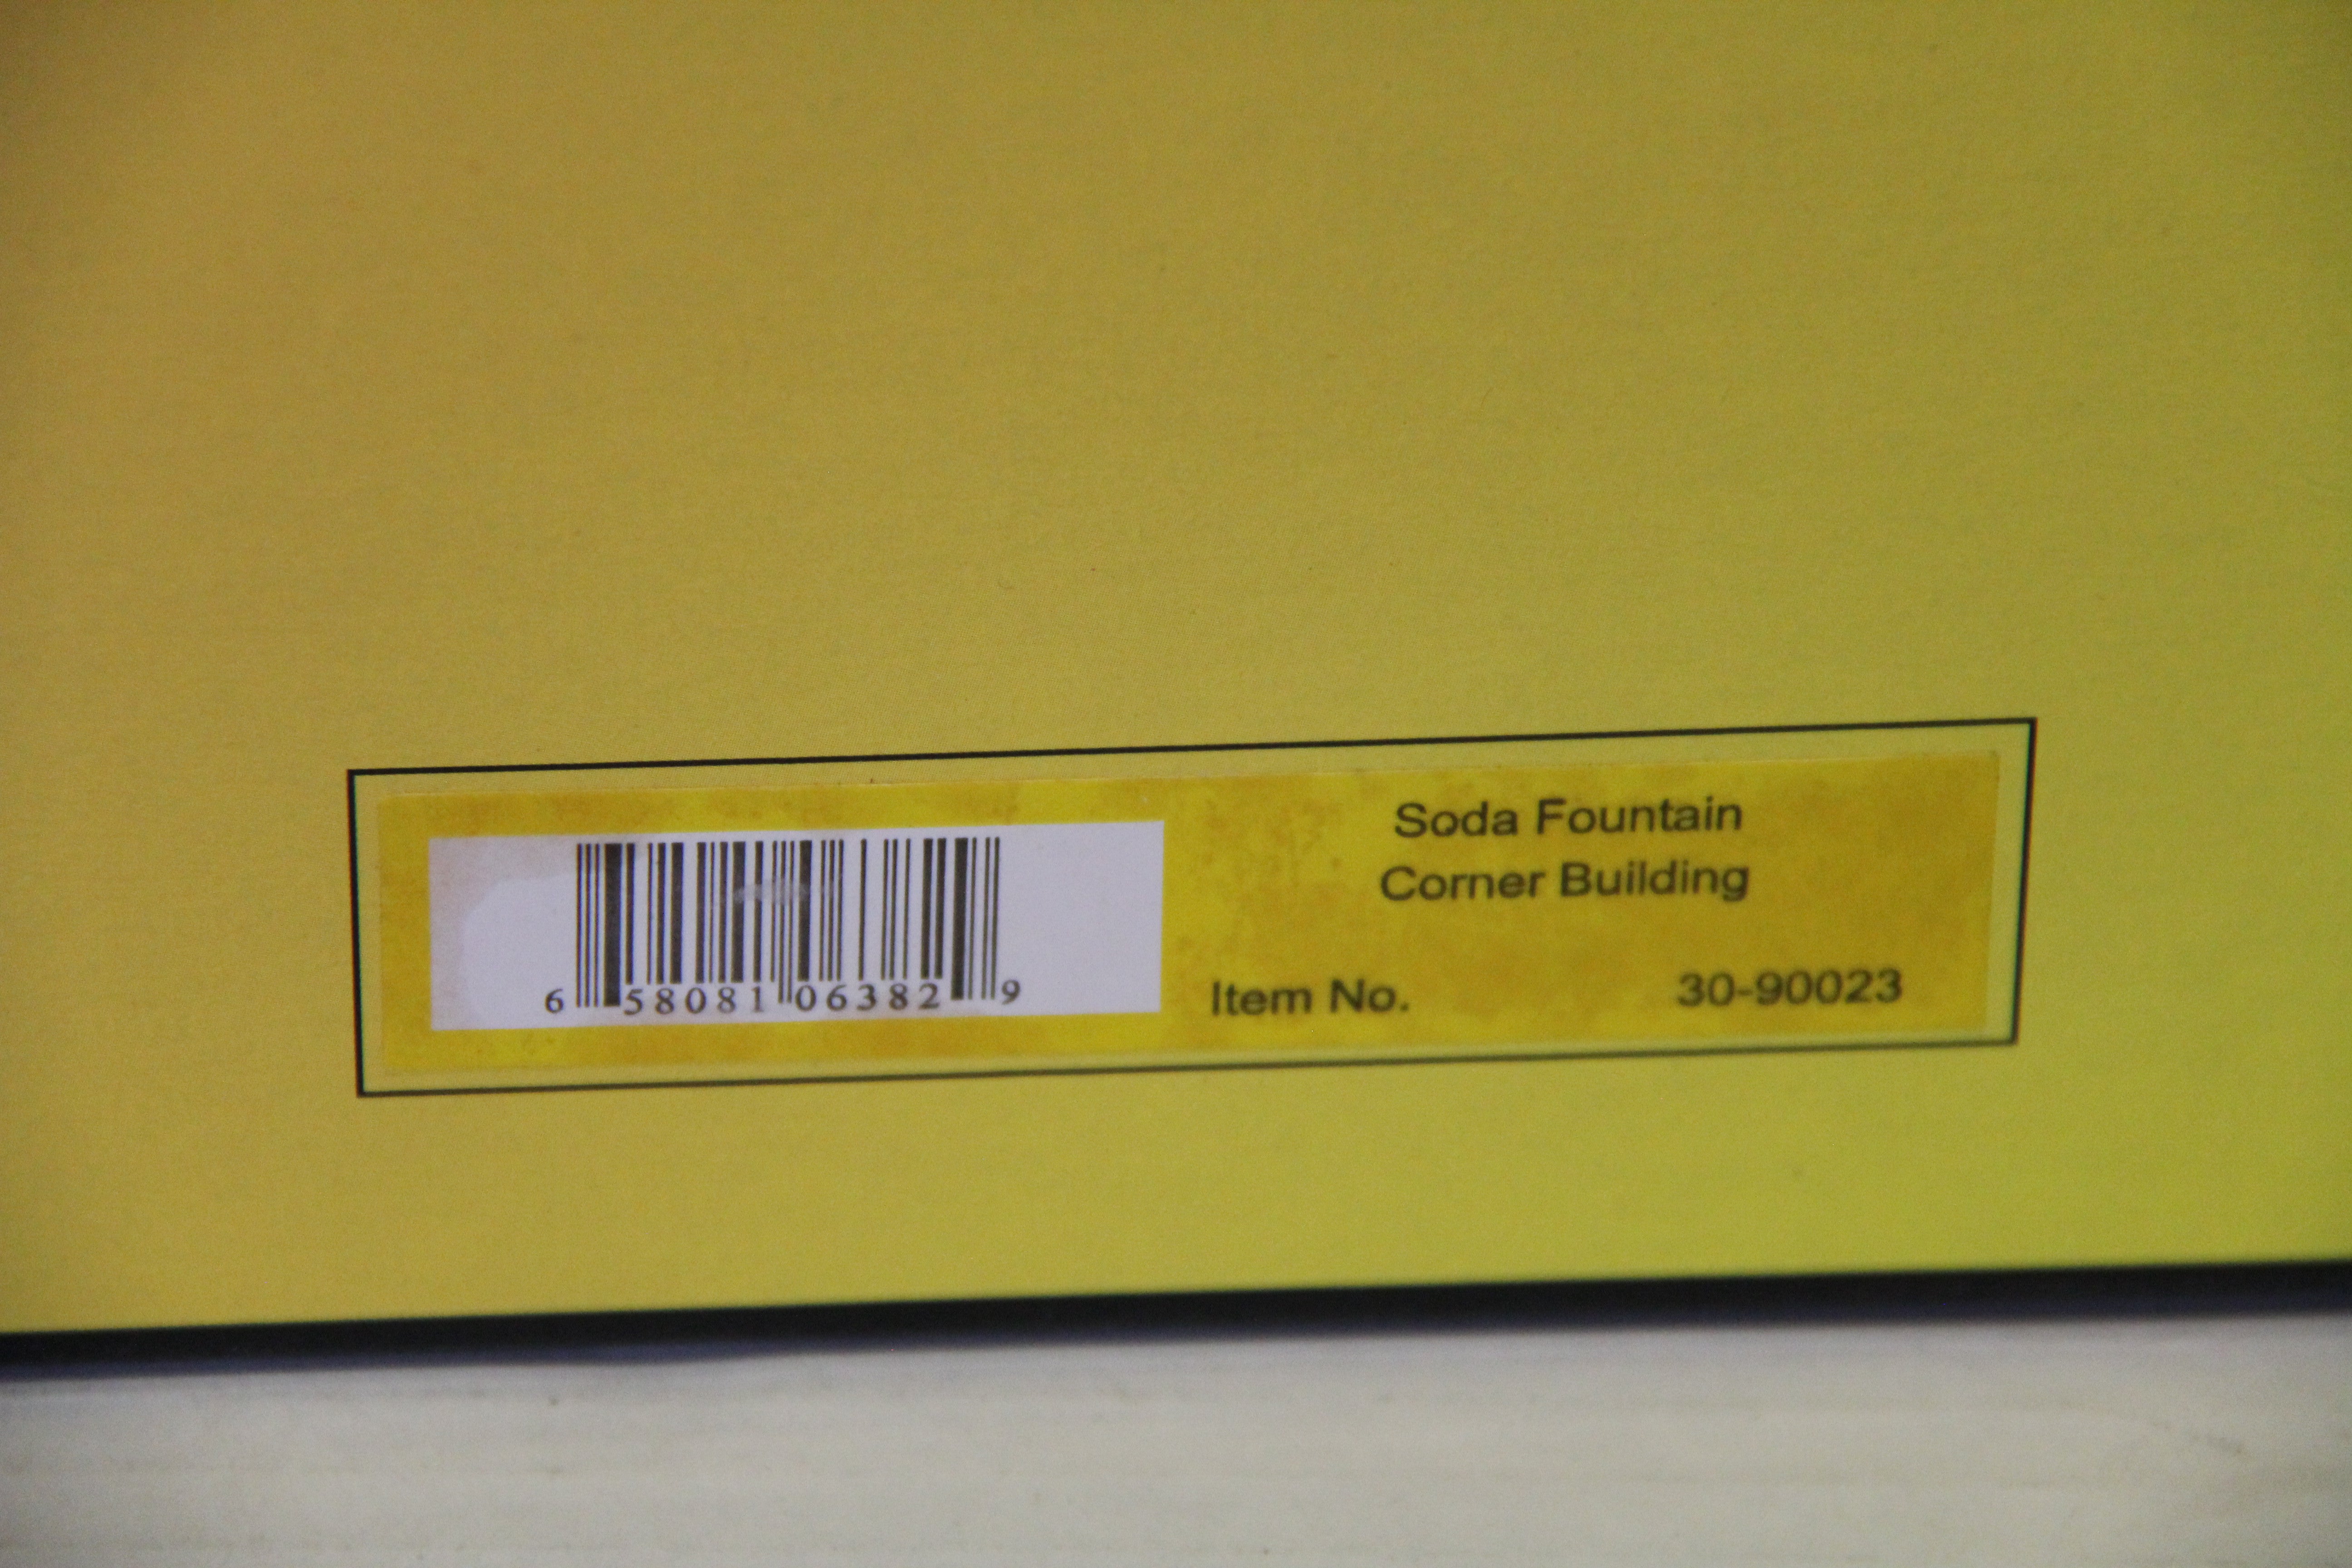 Soda Fountain
Corner Building
6 58081 06382 9
Item No. 30-90023